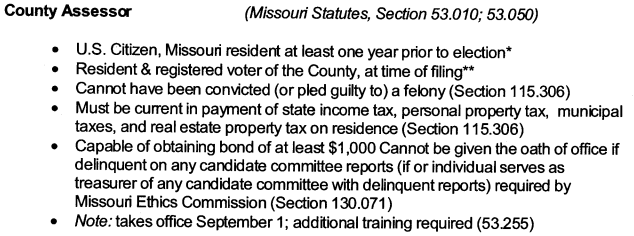 County Assessor (Missouri Statutes, Section 53.010; 53.050)
• U.S. Citizen, Missouri resident at least one year prior to election*
• Resident & registered voter of the County, at time of filing**
• Cannot have been convicted (or pled guilty to) a felony (Section 115.306)
• Must be current in payment of state income tax, personal property tax, municipal
taxes, and real estate property tax on residence (Section 115.306)
• Capable of obtaining bond of at least $1,000 Cannot be given the oath of office if
delinquent on any candidate committee reports (if or individual serves as
treasurer of any candidate committee with delinquent reports) required by
Missouri Ethics Commission (Section 130.071)
• Note: takes office September 1; additional training required (53.255)